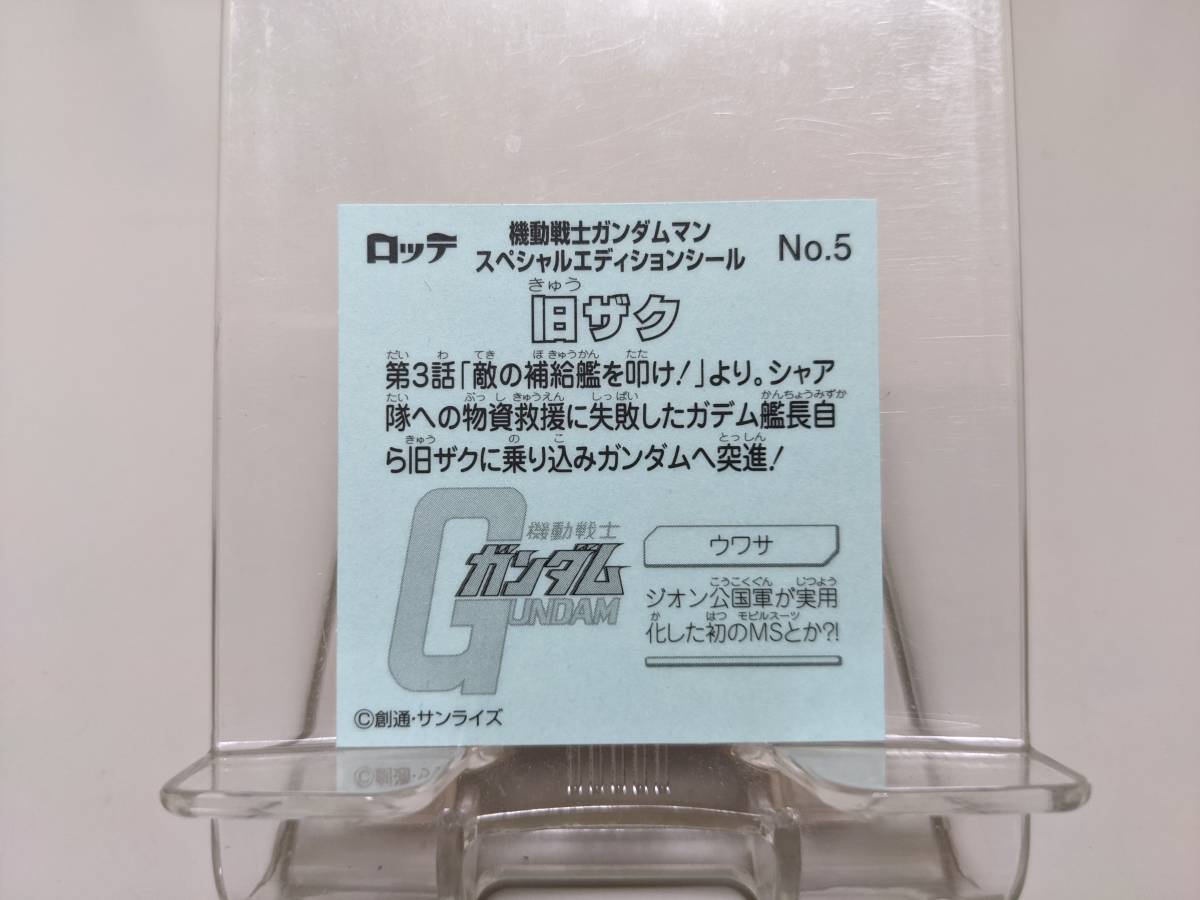 ロッテ
機動戦士ガンダムマン
スペシャルエディションシール
No.5
きゅう
旧ザク
だい わ てき ほきゅうかん たた
第3話「敵の補給艦を叩け!」より。シャア
たい ぶっし きゅうえん しっぱい かんちょうみずか
隊への物資救援に失敗したガデム艦長自
きゅう の こ とっしん
ら旧ザクに乗り込みガンダムへ突進!
機動戦士
ガンダム
GUNDAM
ウワサ
こうこくぐん じつよう
ジオン公国軍が実用
か はつ モビルスーツ
化した初のMSとか?!
©創通・サンライズ